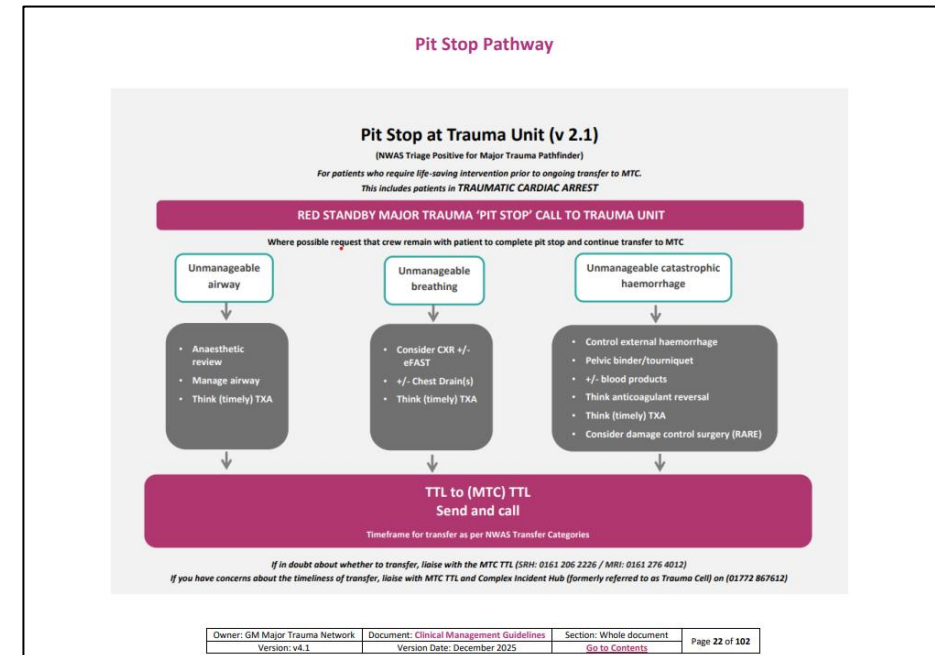 Pit Stop Pathway
Pit Stop at Trauma Unit (v 2.1)
(NWAS Triage Positive for Major Trauma Pathfinder)
For patients who require life-saving intervention prior to ongoing transfer to MTC.
This includes patients in TRAUMATIC CARDIAC ARREST
RED STANDBY MAJOR TRAUMA 'PIT STOP' CALL TO TRAUMA UNIT
Where possible request that crew remain with patient to complete pit stop and continue transfer to MTC
Unmanageable
airway
• Anaesthetic
review
• Manage airway
• Think (timely) TXA
Unmanageable
breathing
• Consider CXR +/-
eFAST
• +/- Chest Drain(s)
• Think (timely) TXA
Unmanageable catastrophic
haemorrhage
• Control external haemorrhage
• Pelvic binder/tourniquet
• +/- blood products
• Think anticoagulant reversal
• Think (timely) TXA
• Consider damage control surgery (RARE)
TTL to (MTC) TTL
Send and call
Timeframe for transfer as per NWAS Transfer Categories
If in doubt about whether to transfer, liaise with the MTC TTL (SRH: 0161 206 2226 / MRI: 0161 276 4012)
If you have concerns about the timeliness of transfer, liaise with MTC TTL and Complex Incident Hub (formerly referred to as Trauma Cell) on (01772 867612)
Owner: GM Major Trauma Network Document: Clinical Management Guidelines Section: Whole document Page 22 of 102
Version: v4.1 Version Date: December 2025 Go to Contents